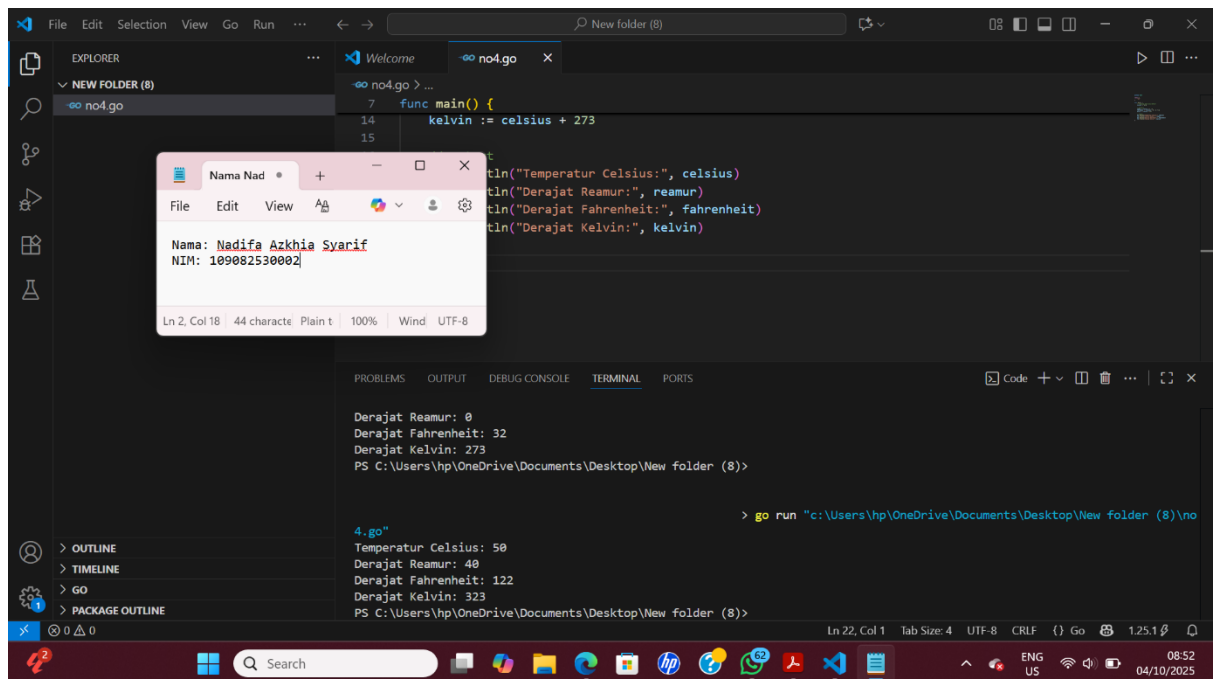 File Edit Selection View Go Run ··· New folder (8)
EXPLORER ···
NEW FOLDER (8)
no4.go
Welcome no4.go
no4.go > ...
7 func main() {
14 kelvin := celsius + 273
15
tln("Temperatur Celsius:", celsius)
tln("Derajat Reamur:", reamur)
tln("Derajat Fahrenheit:", fahrenheit)
tln("Derajat Kelvin:", kelvin)
Nama Nad
File Edit View
Nama: Nadifa Azkhia Syarif
NIM: 109082530002
Ln 2, Col 18 44 characte Plain t 100% Wind UTF-8
PROBLEMS OUTPUT DEBUG CONSOLE TERMINAL PORTS Code
Derajat Reamur: 0
Derajat Fahrenheit: 32
Derajat Kelvin: 273
PS C:\Users\hp\OneDrive\Documents\Desktop\New folder (8)>
> go run "c:\Users\hp\OneDrive\Documents\Desktop\New folder (8)\no
4.go"
Temperatur Celsius: 50
Derajat Reamur: 40
Derajat Fahrenheit: 122
Derajat Kelvin: 323
PS C:\Users\hp\OneDrive\Documents\Desktop\New folder (8)>
OUTLINE
TIMELINE
GO
PACKAGE OUTLINE
1
0 0 Ln 22, Col 1 Tab Size: 4 UTF-8 CRLF {} Go 1.25.1
2
Search
hp
62
ENG
US
08:52
04/10/2025